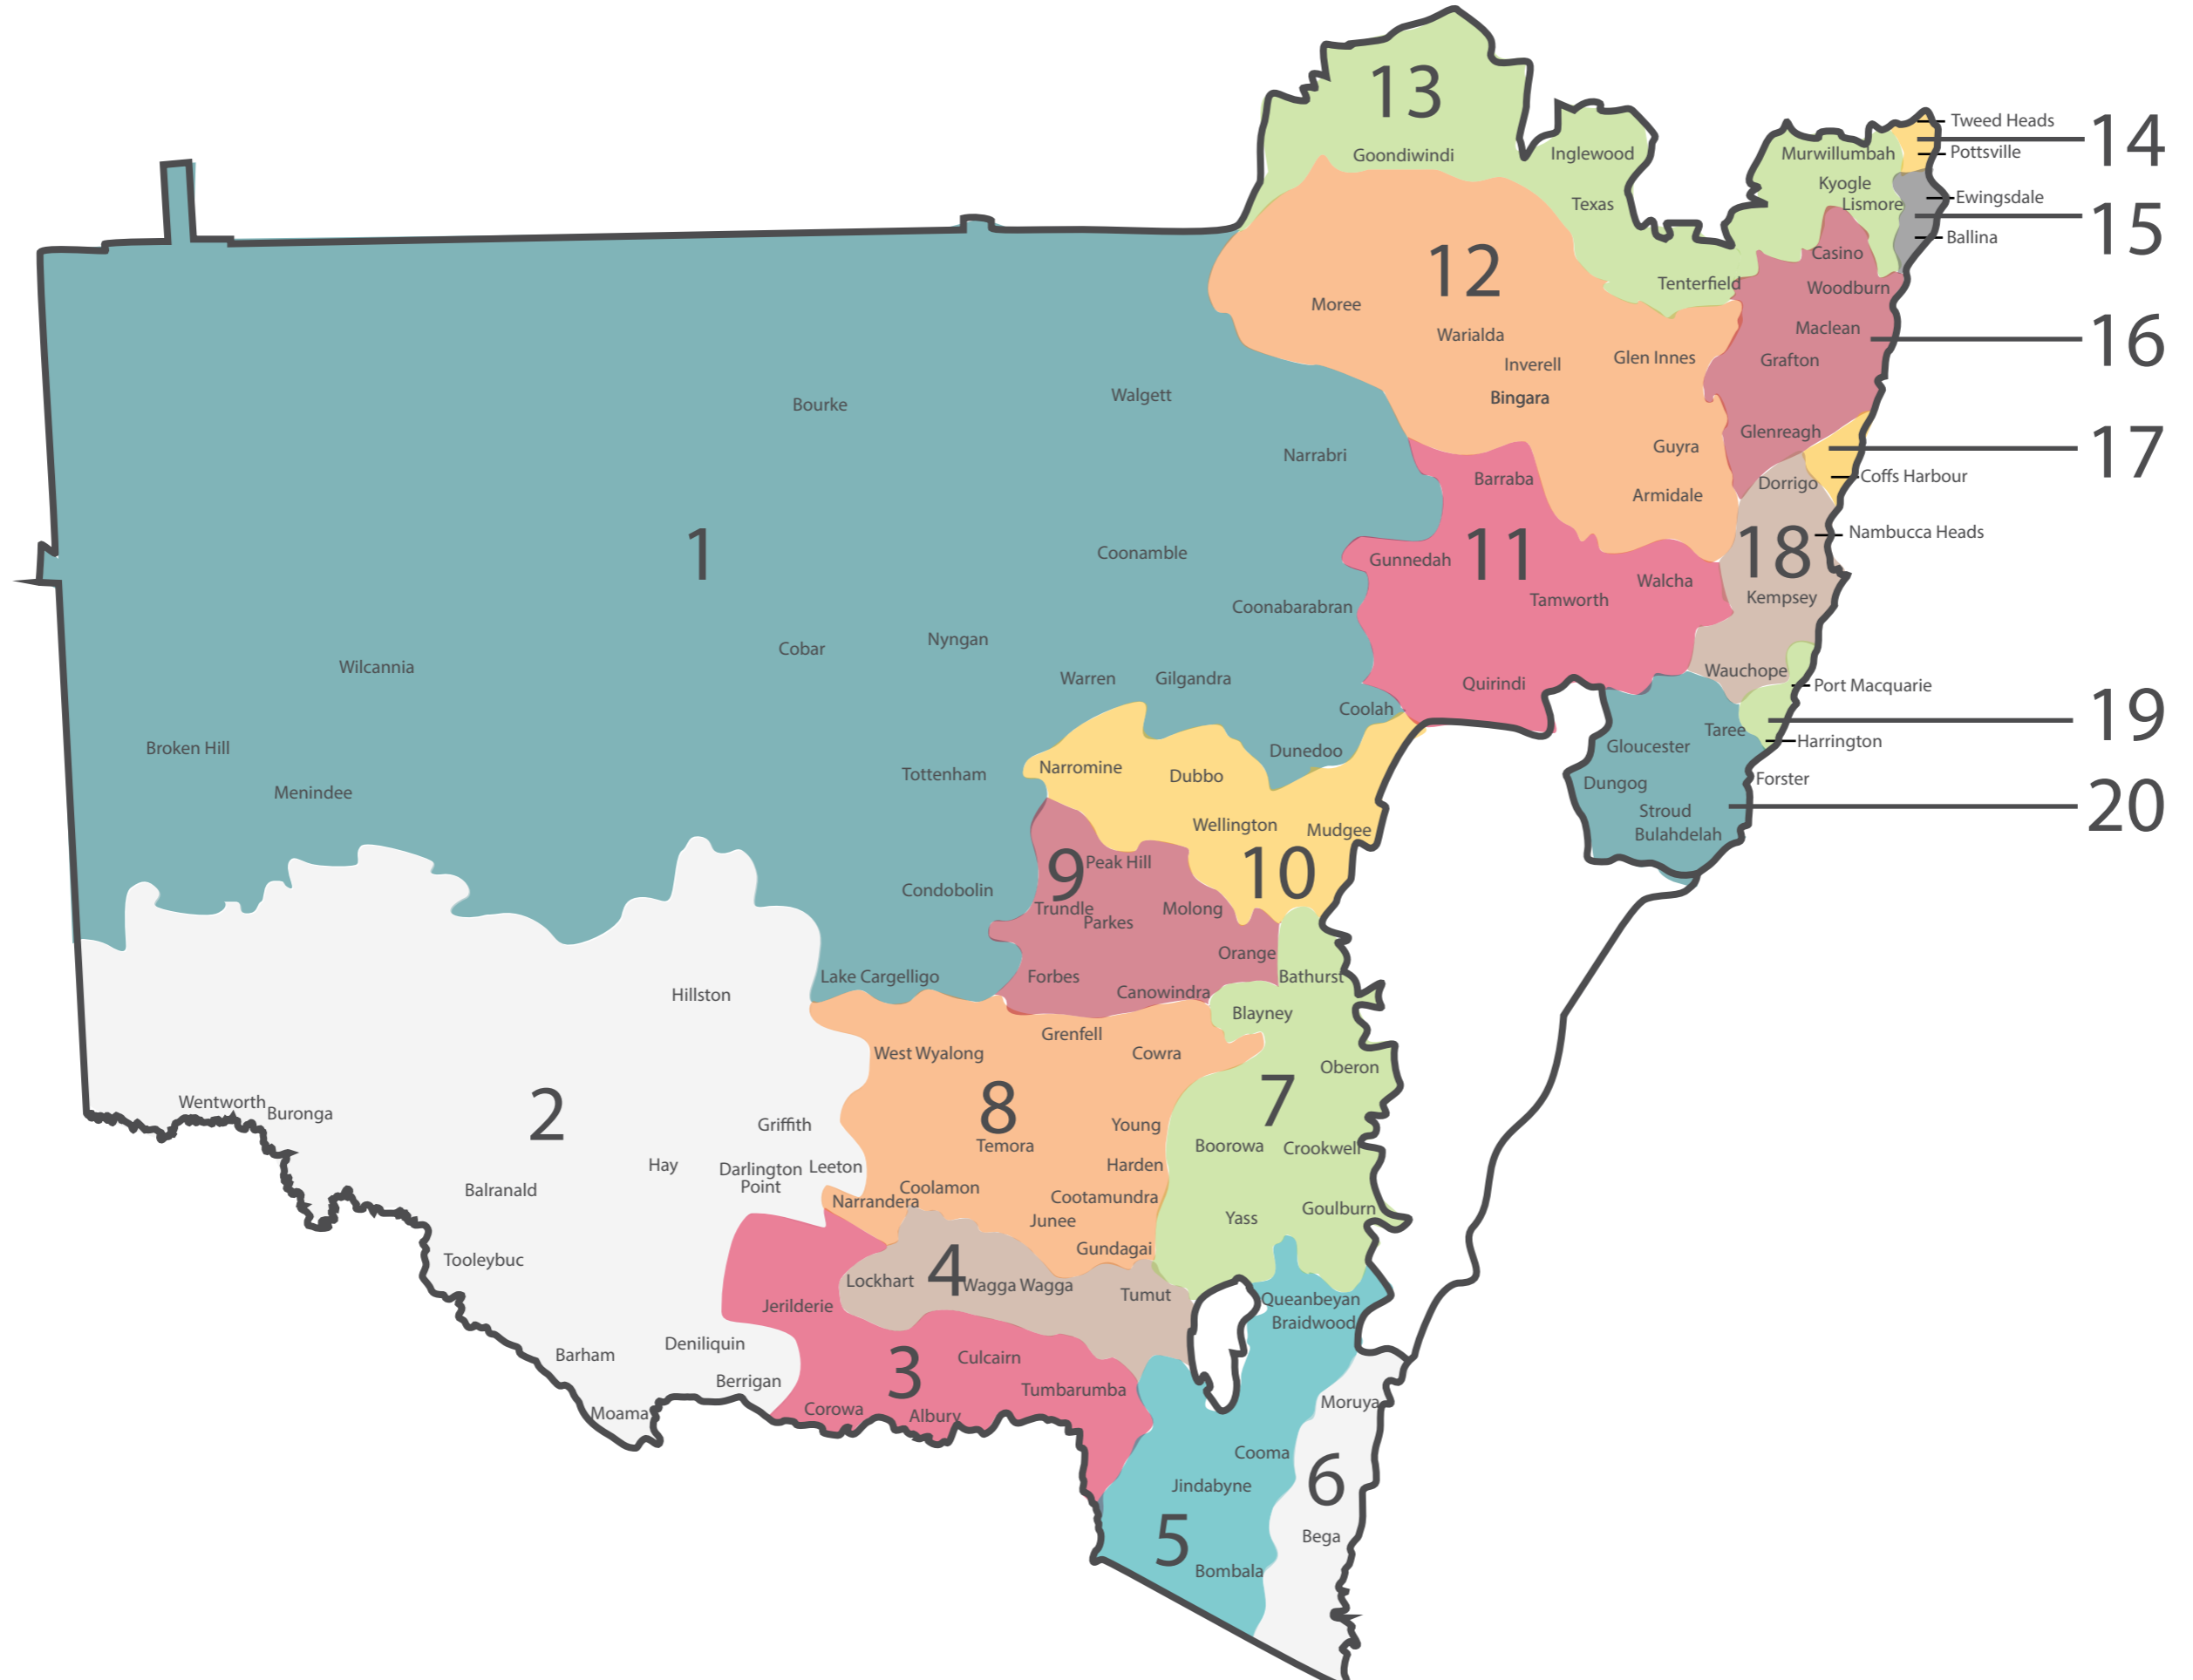 13
Goondiwindi
Inglewood
Texas
Tweed Heads
14
Murwillumbah
Pottsville
Kyogle
Lismore
Ewingsdale
15
Ballina
12
Casino
Tenterfield
Woodburn
Moree
Warialda
Maclean
16
Inverell
Glen Innes
Grafton
Bingara
Bourke
Walgett
Narrabri
Guyra
Glenreagh
17
Barraba
Armidale
Dorrigo
Coffs Harbour
1
Coonamble
Gunnedah
11
18
Nambucca Heads
Walcha
Coonabarabran
Tamworth
Kempsey
Wilcannia
Cobar
Nyngan
Warren
Gilgandra
Quirindi
Wauchope
Port Macquarie
Coolah
19
Broken Hill
Dunedoo
Taree
Harrington
Gloucester
Menindee
Tottenham
Narromine
Dubbo
Dungog
Forster
20
Wellington
Mudgee
Stroud
Bulahdelah
9
Peak Hill
10
Condobolin
Trundle
Parkes
Molong
Orange
Lake Cargelligo
Forbes
Bathurst
Hillston
Canowindra
Blayney
Grenfell
West Wyalong
Cowra
Oberon
Wentworth
Buronga
2
8
7
Griffith
Young
Temora
Boorowa
Crookwell
Hay
Darlington
Point
Leeton
Harden
Balranald
Coolamon
Narrandera
Cootamundra
Junee
Yass
Goulburn
Tooleybuc
Gundagai
Lockhart
4
Wagga Wagga
Tumut
Jerilderie
Queanbeyan
Braidwood
Deniliquin
Barham
3
Culcairn
Berrigan
Tumbarumba
Moama
Corowa
Albury
Moruya
Cooma
Jindabyne
6
5
Bega
Bombala